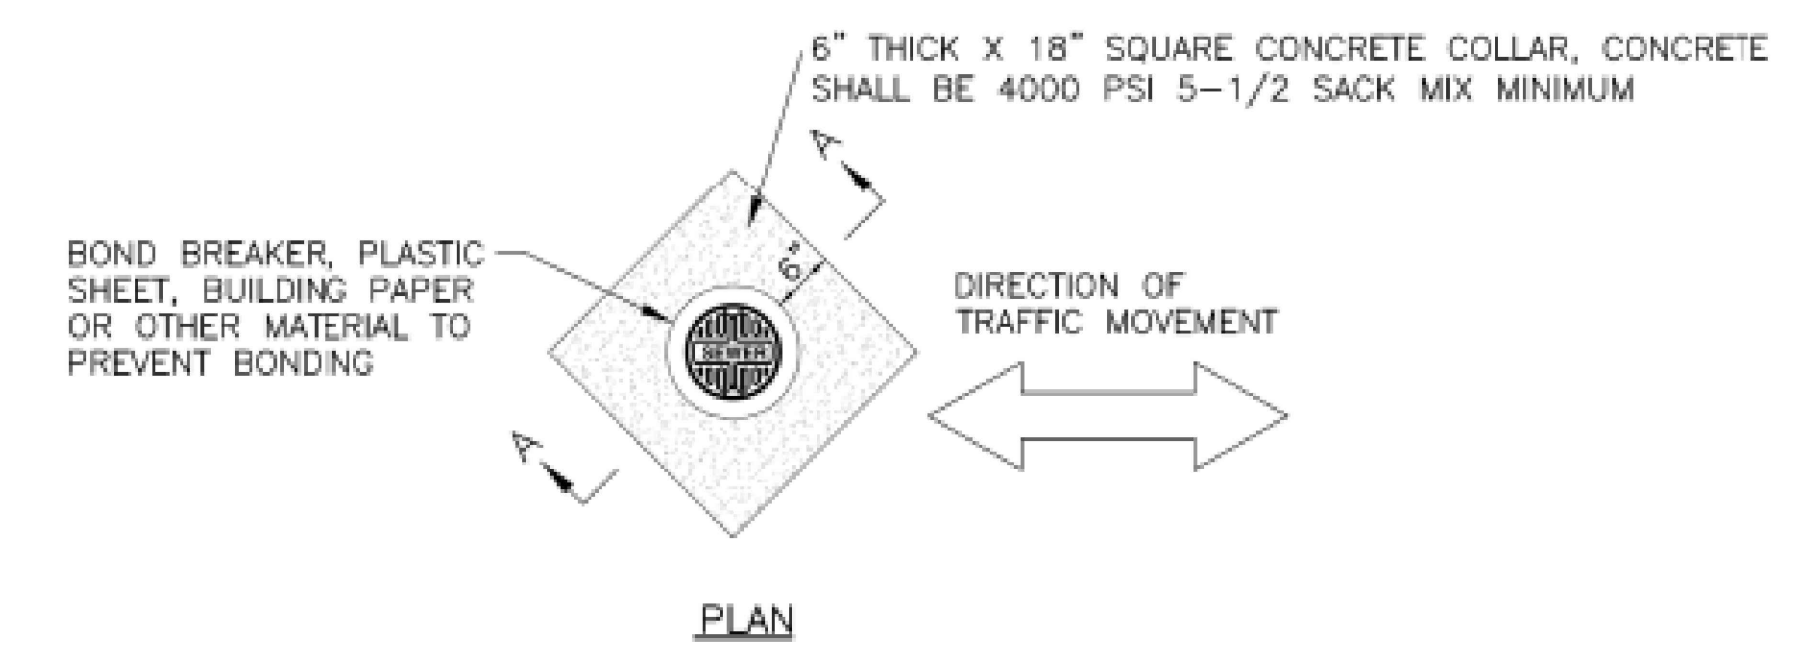 6" THICK X 18" SQUARE CONCRETE COLLAR, CONCRETE
SHALL BE 4000 PSI 5-1/2 SACK MIX MINIMUM
A
BOND BREAKER, PLASTIC
SHEET, BUILDING PAPER
OR OTHER MATERIAL TO
PREVENT BONDING
6"
DIRECTION OF
TRAFFIC MOVEMENT
SEWER
A
PLAN